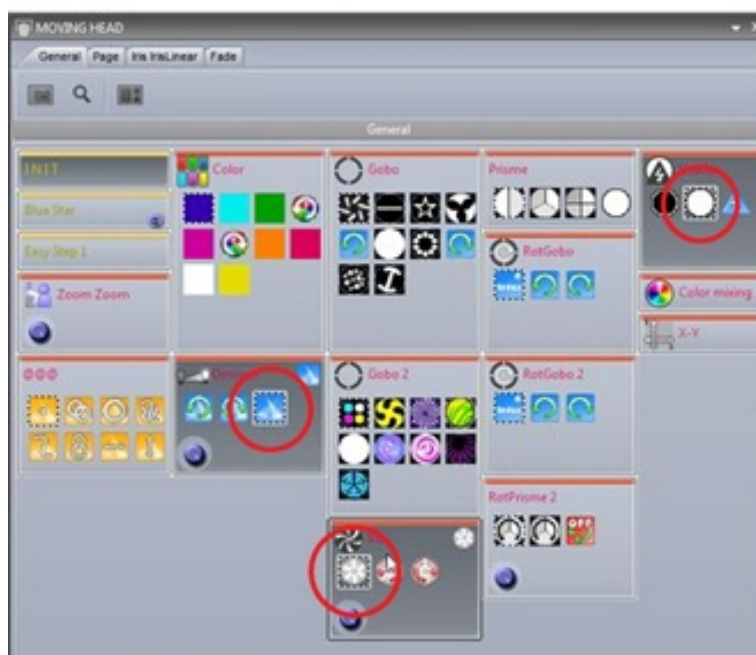 MOVING HEAD
General Page Iris IrisLinear Fade
General
INIT
Blue Star
Easy Step 1
Zoom Zoom
Color
Gobo
Prisme
RotGobo
Color mixing
X-Y
@@@
Gobo 2
RotGobo 2
RotPrisme 2
OFF